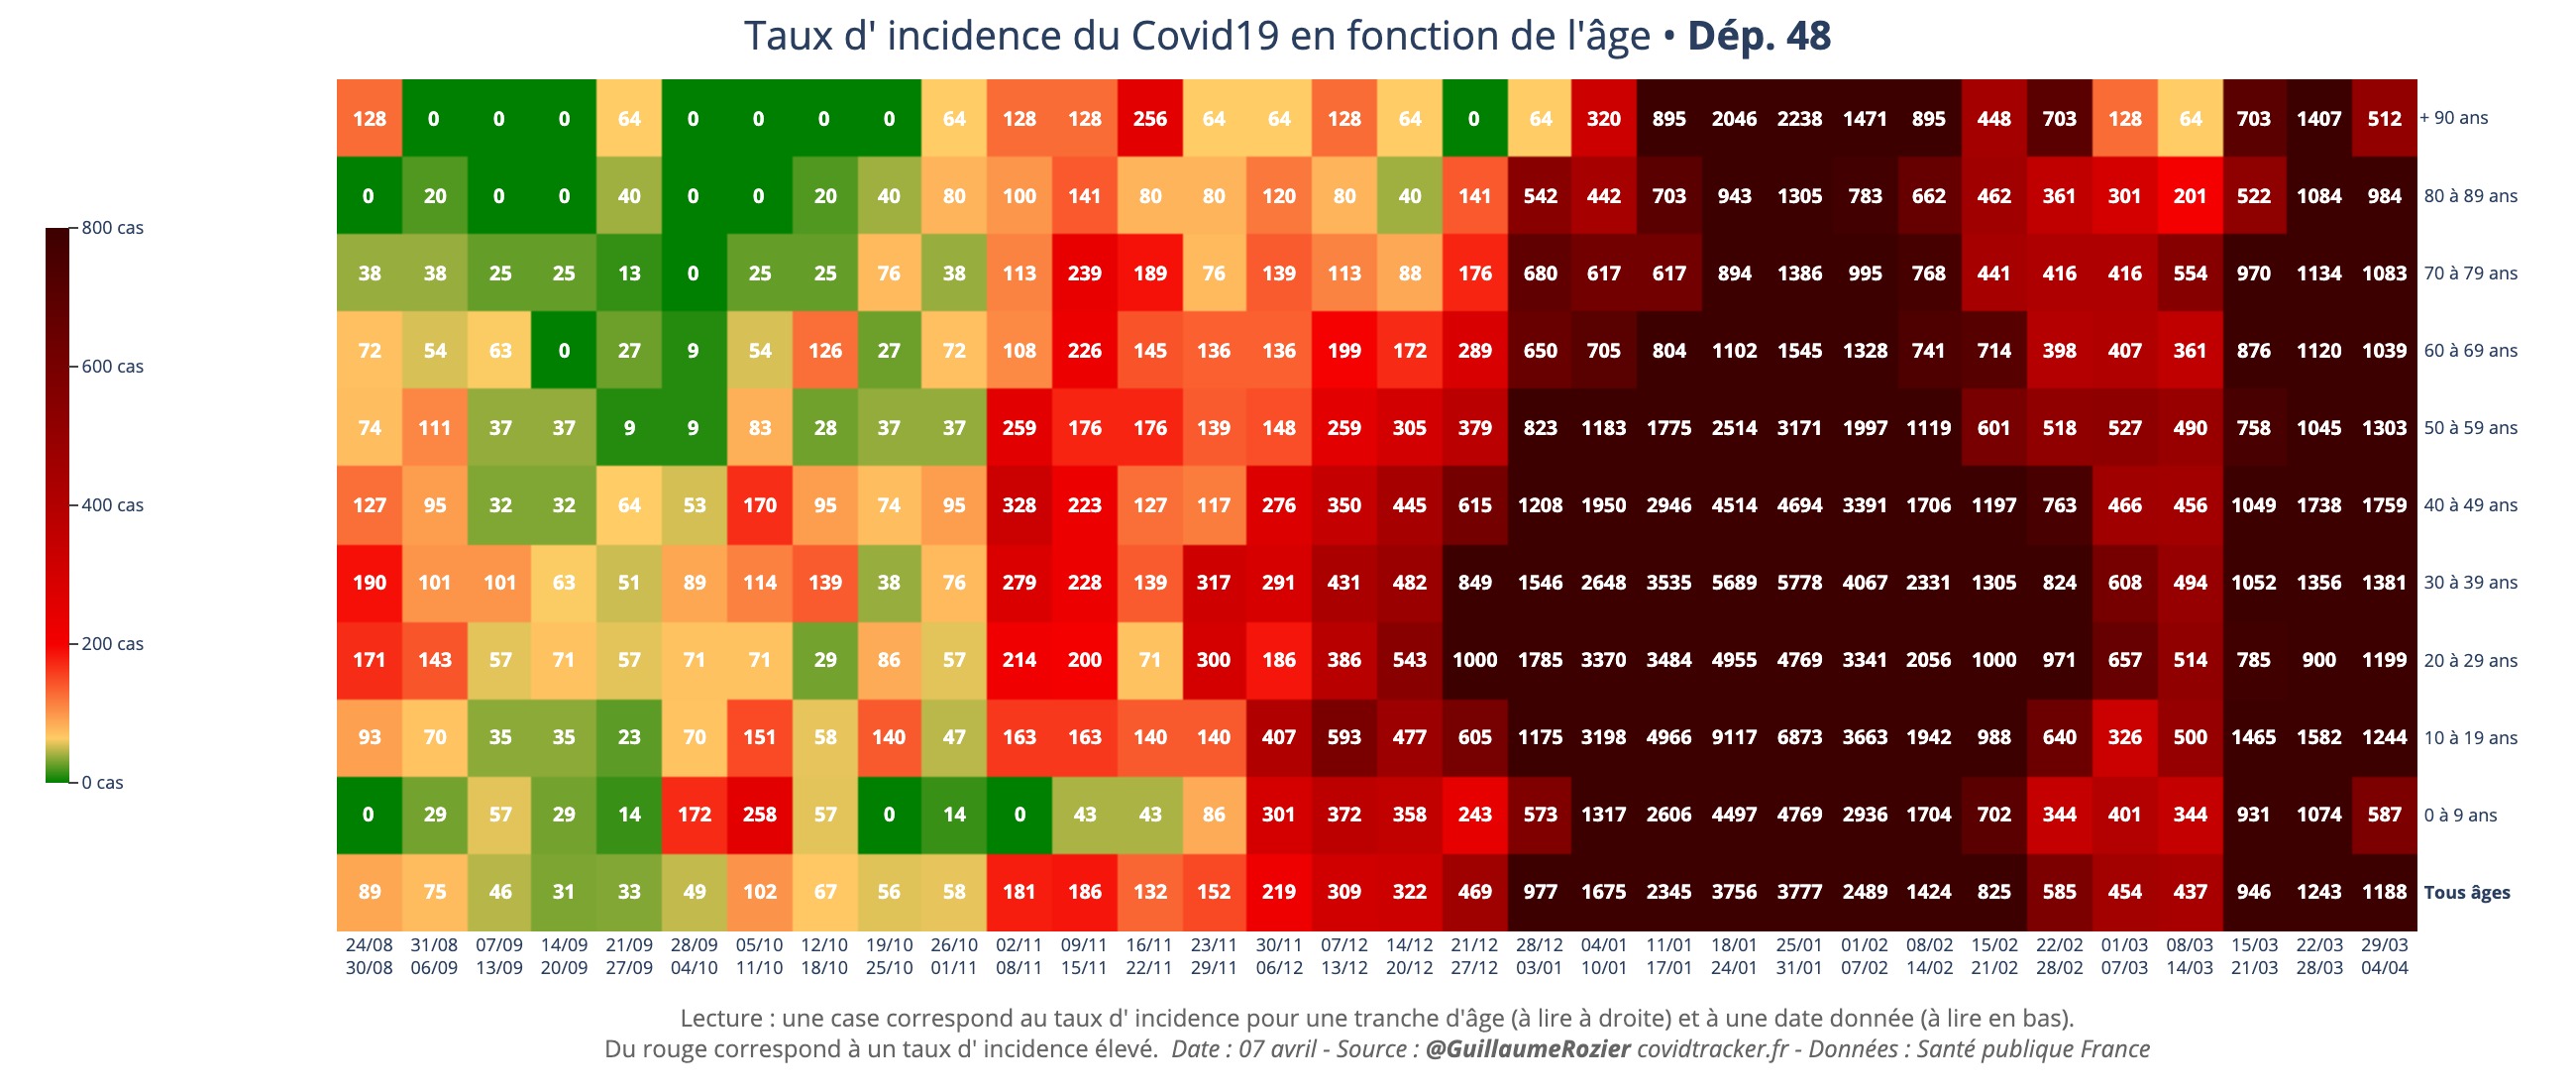 Taux d' incidence du Covid19 en fonction de l'âge • Dép. 48
128 0 0 0 64 0 0 0 0 64 128 128 256 64 64 128 64 0 64 320 895 2046 2238 1471 895 448 703 128 64 703 1407 512 + 90 ans
0 20 0 0 40 0 0 20 40 80 100 141 80 80 120 80 40 141 542 442 703 943 1305 783 662 462 361 301 201 522 1084 984 80 à 89 ans
800 cas
38 38 25 25 13 0 25 25 76 38 113 239 189 76 139 113 88 176 680 617 617 894 1386 995 768 441 416 416 554 970 1134 1083 70 à 79 ans
72 54 63 0 27 9 54 126 27 72 108 226 145 136 136 199 172 289 650 705 804 1102 1545 1328 741 714 398 407 361 876 1120 1039 60 à 69 ans
600 cas
74 111 37 37 9 9 83 28 37 37 259 176 176 139 148 259 305 379 823 1183 1775 2514 3171 1997 1119 601 518 527 490 758 1045 1303 50 à 59 ans
400 cas
127 95 32 32 64 53 170 95 74 95 328 223 127 117 276 350 445 615 1208 1950 2946 4514 4694 3391 1706 1197 763 466 456 1049 1738 1759 40 à 49 ans
190 101 101 63 51 89 114 139 38 76 279 228 139 317 291 431 482 849 1546 2648 3535 5689 5778 4067 2331 1305 824 608 494 1052 1356 1381 30 à 39 ans
200 cas
171 143 57 71 57 71 71 29 86 57 214 200 71 300 186 386 543 1000 1785 3370 3484 4955 4769 3341 2056 1000 971 657 514 785 900 1199 20 à 29 ans
93 70 35 35 23 70 151 58 140 47 163 163 140 140 407 593 477 605 1175 3198 4966 9117 6873 3663 1942 988 640 326 500 1465 1582 1244 10 à 19 ans
0 cas
0 29 57 29 14 172 258 57 0 14 0 43 43 86 301 372 358 243 573 1317 2606 4497 4769 2936 1704 702 344 401 344 931 1074 587 0 à 9 ans
89 75 46 31 33 49 102 67 56 58 181 186 132 152 219 309 322 469 977 1675 2345 3756 3777 2489 1424 825 585 454 437 946 1243 1188 Tous âges
24/08 31/08 07/09 14/09 21/09 28/09 05/10 12/10 19/10 26/10 02/11 09/11 16/11 23/11 30/11 07/12 14/12 21/12 28/12 04/01 11/01 18/01 25/01 01/02 08/02 15/02 22/02 01/03 08/03 15/03 22/03 29/03
30/08 06/09 13/09 20/09 27/09 04/10 11/10 18/10 25/10 01/11 08/11 15/11 22/11 29/11 06/12 13/12 20/12 27/12 03/01 10/01 17/01 24/01 31/01 07/02 14/02 21/02 28/02 07/03 14/03 21/03 28/03 04/04
Lecture : une case correspond au taux d' incidence pour une tranche d'âge (à lire à droite) et à une date donnée (à lire en bas).
Du rouge correspond à un taux d' incidence élevé. Date : 07 avril - Source : @GuillaumeRozier covidtracker.fr - Données : Santé publique France